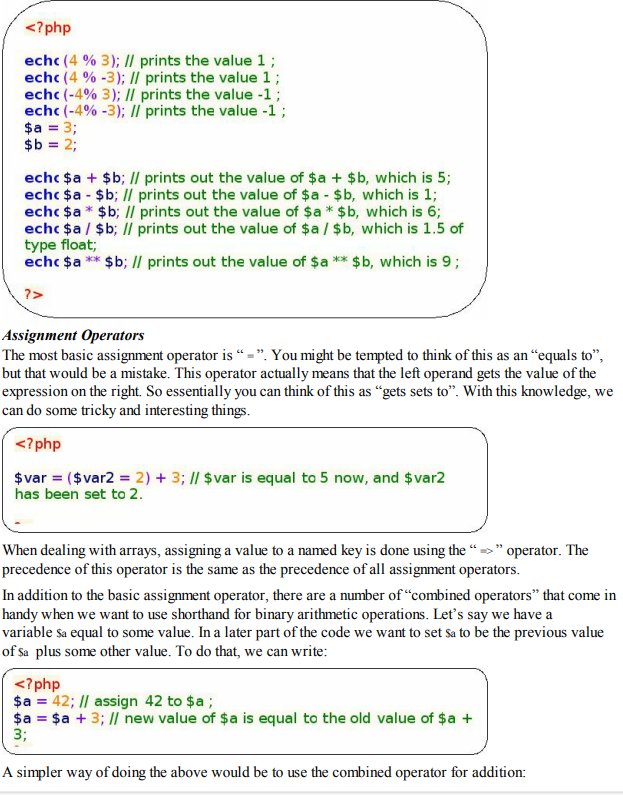 <?php
echo (4 % 3); // prints the value 1 ;
echo (4 % -3); // prints the value 1 ;
echo (-4% 3); // prints the value -1 ;
echo (-4% -3); // prints the value -1 ;
$a = 3;
$b = 2;
echo $a + $b; // prints out the value of $a + $b, which is 5;
echo $a - $b; // prints out the value of $a - $b, which is 1;
echo $a * $b; // prints out the value of $a * $b, which is 6;
echo $a / $b; // prints out the value of $a / $b, which is 1.5 of
type float;
echo $a ** $b; // prints out the value of $a ** $b, which is 9 ;
?>
Assignment Operators
The most basic assignment operator is “ = ”. You might be tempted to think of this as an “equals to”,
but that would be a mistake. This operator actually means that the left operand gets the value of the
expression on the right. So essentially you can think of this as “gets sets to”. With this knowledge, we
can do some tricky and interesting things.
<?php
$var = ($var2 = 2) + 3; // $var is equal to 5 now, and $var2
has been set to 2.
When dealing with arrays, assigning a value to a named key is done using the “ => ” operator. The
precedence of this operator is the same as the precedence of all assignment operators.
In addition to the basic assignment operator, there are a number of “combined operators” that come in
handy when we want to use shorthand for binary arithmetic operations. Let’s say we have a
variable $a equal to some value. In a later part of the code we want to set $a to be the previous value
of $a plus some other value. To do that, we can write:
<?php
$a = 42; // assign 42 to $a ;
$a = $a + 3; // new value of $a is equal to the old value of $a +
3;
A simpler way of doing the above would be to use the combined operator for addition: